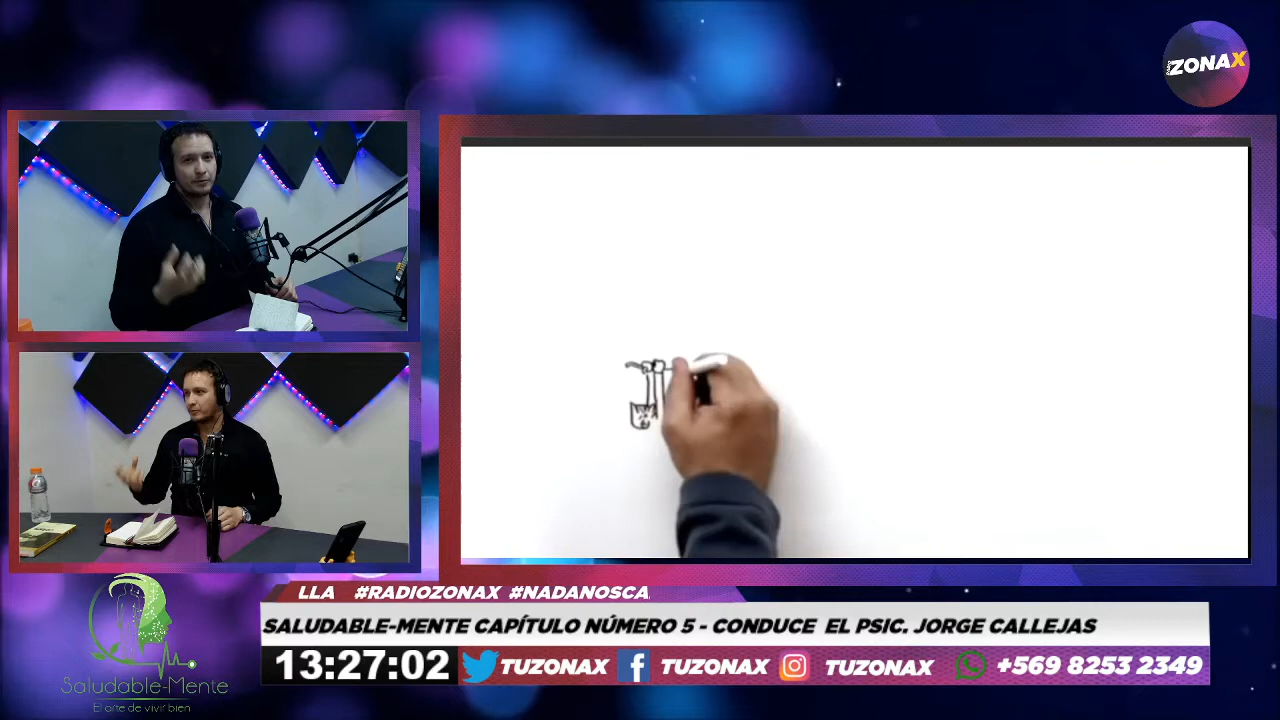 ZONAX
LLA #RADIOZONAX #NADANOSCA
SALUDABLE-MENTE CAPÍTULO NÚMERO 5 - CONDUCE EL PSIC. JORGE CALLEJAS
13:27:02 TUZONAX TUZONAX TUZONAX +569 8253 2349
Saludable-Mente
El arte de vivir bien